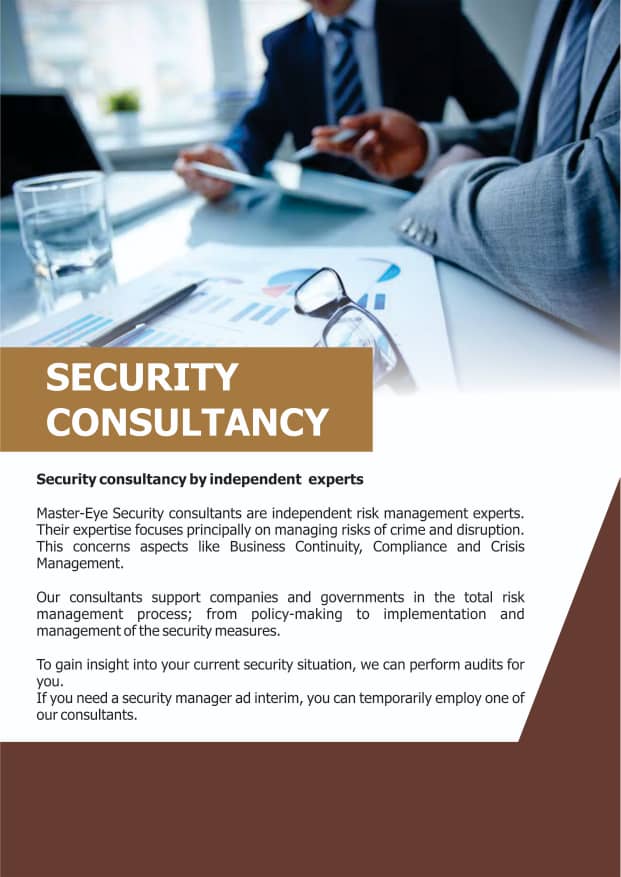 SECURITY
CONSULTANCY
Security consultancy by independent experts
Master-Eye Security consultants are independent risk management experts.
Their expertise focuses principally on managing risks of crime and disruption.
This concerns aspects like Business Continuity, Compliance and Crisis
Management.
Our consultants support companies and governments in the total risk
management process; from policy-making to implementation and
management of the security measures.
To gain insight into your current security situation, we can perform audits for
you.
If you need a security manager ad interim, you can temporarily employ one of
our consultants.